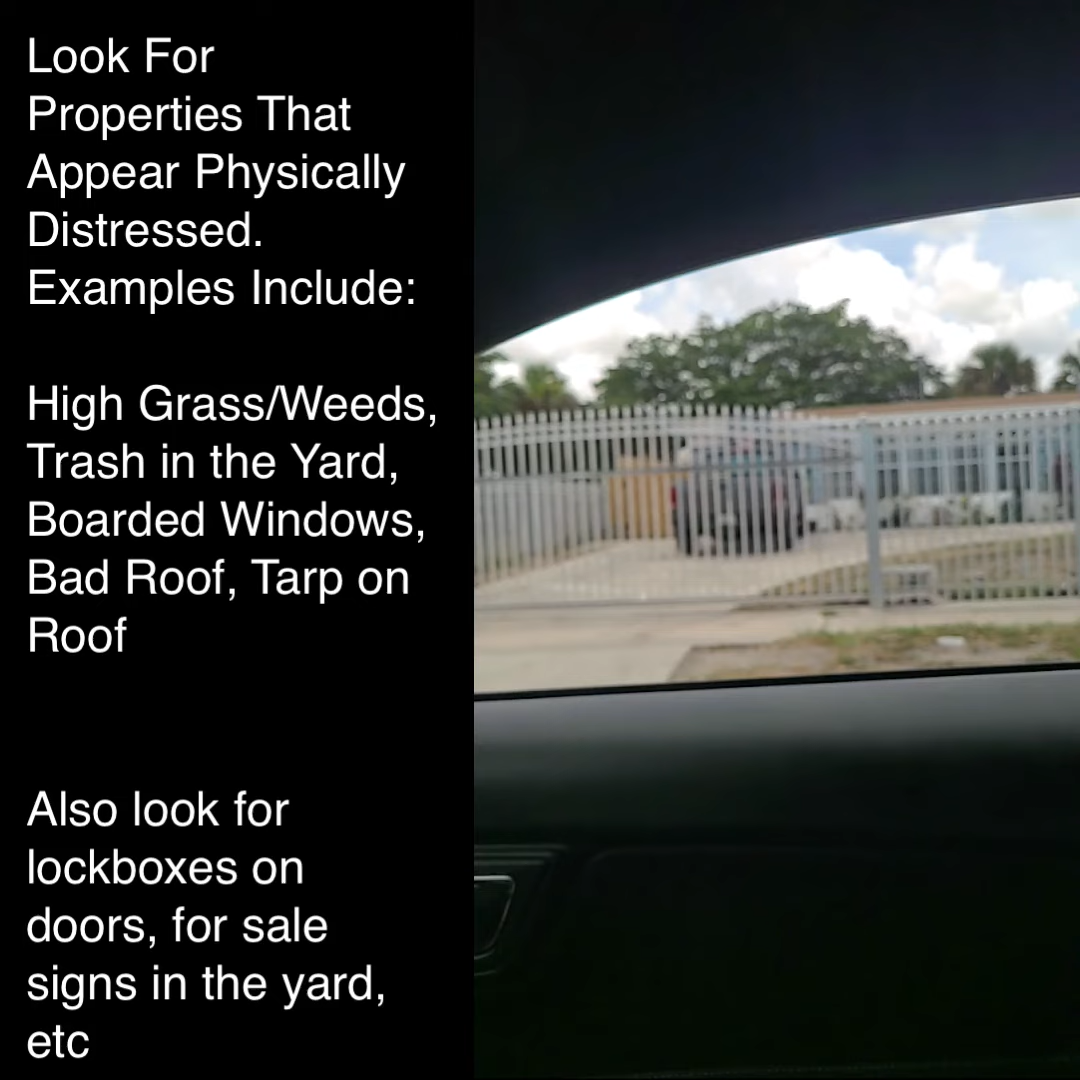 Look For
Properties That
Appear Physically
Distressed.
Examples Include:
High Grass/Weeds,
Trash in the Yard,
Boarded Windows,
Bad Roof, Tarp on
Roof
Also look for
lockboxes on
doors, for sale
signs in the yard,
etc